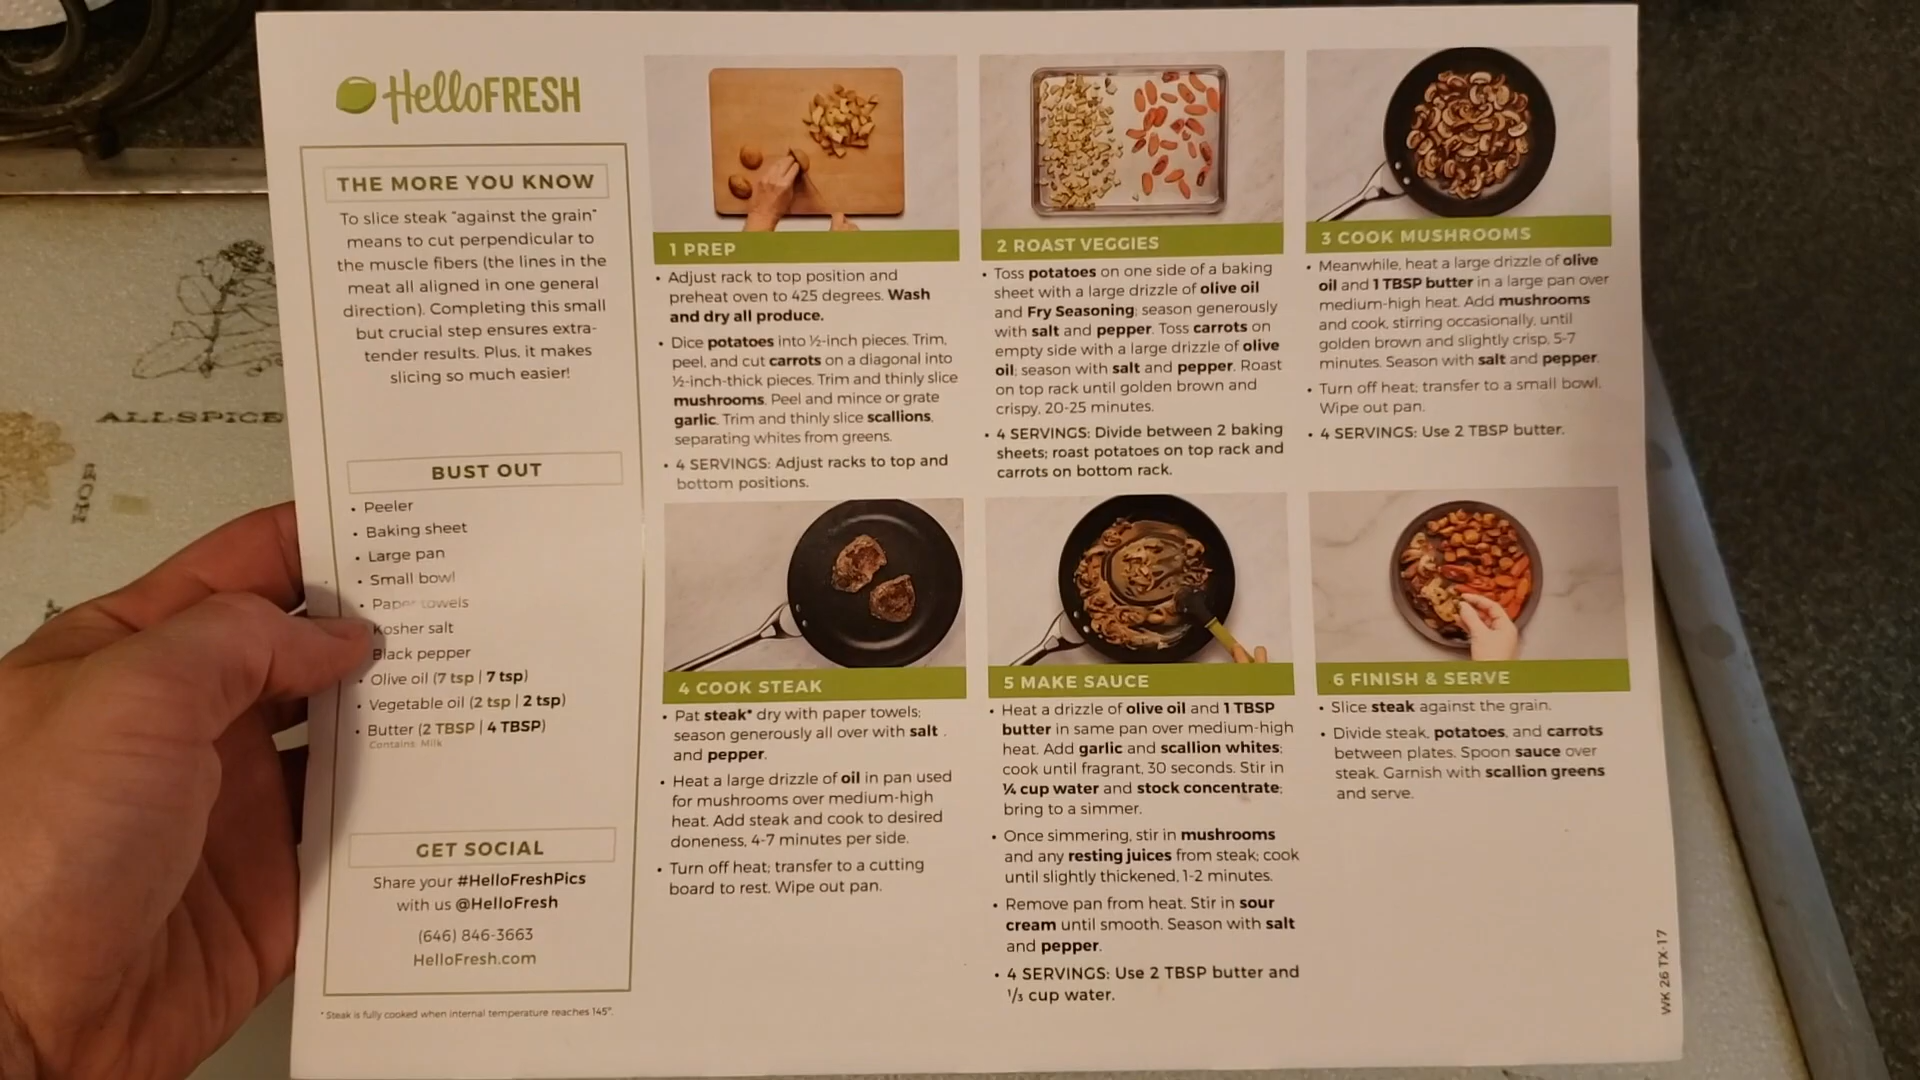 HelloFRESH
THE MORE YOU KNOW
To slice steak “against the grain”
means to cut perpendicular to
the muscle fibers (the lines in the
meat all aligned in one general
direction). Completing this small
but crucial step ensures extra-
tender results. Plus, it makes
slicing so much easier!
BUST OUT
• Peeler
• Baking sheet
• Large pan
• Small bowl
• Paper towels
Kosher salt
Black pepper
• Olive oil (7 tsp | 7 tsp)
• Vegetable oil (2 tsp | 2 tsp)
• Butter (2 TBSP | 4 TBSP)
Contains: Milk
GET SOCIAL
Share your #HelloFreshPics
with us @HelloFresh
(646) 846-3663
HelloFresh.com
* Steak is fully cooked when internal temperature reaches 145°.
1 PREP
• Adjust rack to top position and
preheat oven to 425 degrees. Wash
and dry all produce.
• Dice potatoes into ½-inch pieces. Trim,
peel, and cut carrots on a diagonal into
½-inch-thick pieces. Trim and thinly slice
mushrooms. Peel and mince or grate
garlic. Trim and thinly slice scallions,
separating whites from greens.
• 4 SERVINGS: Adjust racks to top and
bottom positions.
2 ROAST VEGGIES
• Toss potatoes on one side of a baking
sheet with a large drizzle of olive oil
and Fry Seasoning; season generously
with salt and pepper. Toss carrots on
empty side with a large drizzle of olive
oil; season with salt and pepper. Roast
on top rack until golden brown and
crispy, 20-25 minutes.
• 4 SERVINGS: Divide between 2 baking
sheets; roast potatoes on top rack and
carrots on bottom rack.
3 COOK MUSHROOMS
• Meanwhile, heat a large drizzle of olive
oil and 1 TBSP butter in a large pan over
medium-high heat. Add mushrooms
and cook, stirring occasionally, until
golden brown and slightly crisp, 5-7
minutes. Season with salt and pepper.
• Turn off heat; transfer to a small bowl.
Wipe out pan.
• 4 SERVINGS: Use 2 TBSP butter.
4 COOK STEAK
• Pat steak* dry with paper towels;
season generously all over with salt
and pepper.
• Heat a large drizzle of oil in pan used
for mushrooms over medium-high
heat. Add steak and cook to desired
doneness, 4-7 minutes per side.
• Turn off heat; transfer to a cutting
board to rest. Wipe out pan.
5 MAKE SAUCE
• Heat a drizzle of olive oil and 1 TBSP
butter in same pan over medium-high
heat. Add garlic and scallion whites;
cook until fragrant, 30 seconds. Stir in
¼ cup water and stock concentrate;
bring to a simmer.
• Once simmering, stir in mushrooms
and any resting juices from steak; cook
until slightly thickened, 1-2 minutes.
• Remove pan from heat. Stir in sour
cream until smooth. Season with salt
and pepper.
• 4 SERVINGS: Use 2 TBSP butter and
⅓ cup water.
6 FINISH & SERVE
• Slice steak against the grain.
• Divide steak, potatoes, and carrots
between plates. Spoon sauce over
steak. Garnish with scallion greens
and serve.
WK 26 TX-17
ALLSPICE
HOP